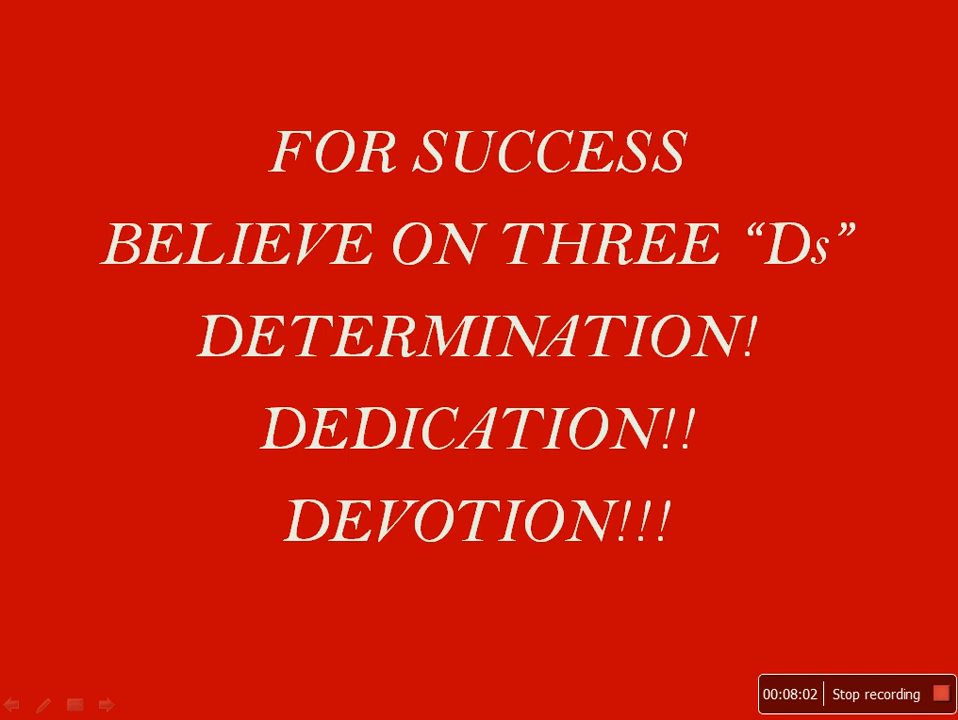 FOR SUCCESS
BELIEVE ON THREE “Ds”
DETERMINATION!
DEDICATION!!
DEVOTION!!!
00:08:02 Stop recording